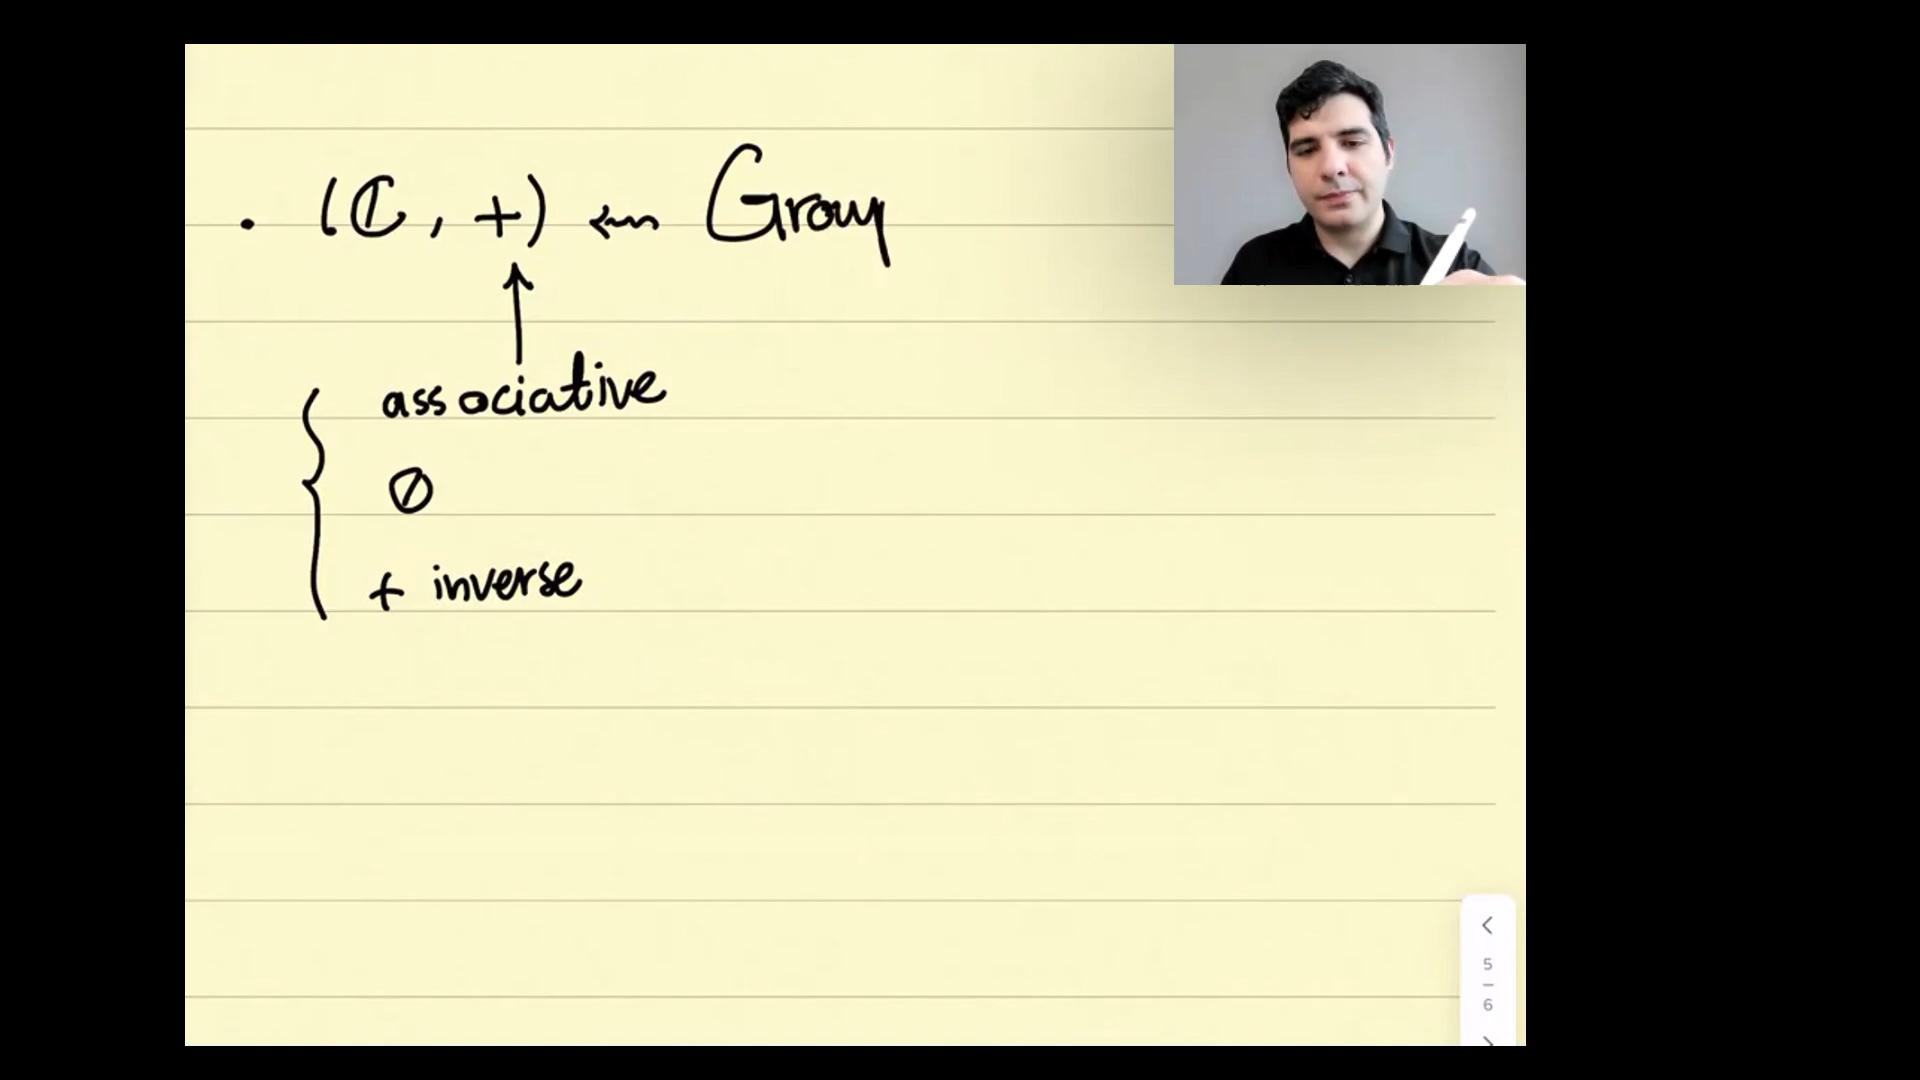 . (ℂ, +) ← Group
associative
0
+ inverse
5
6